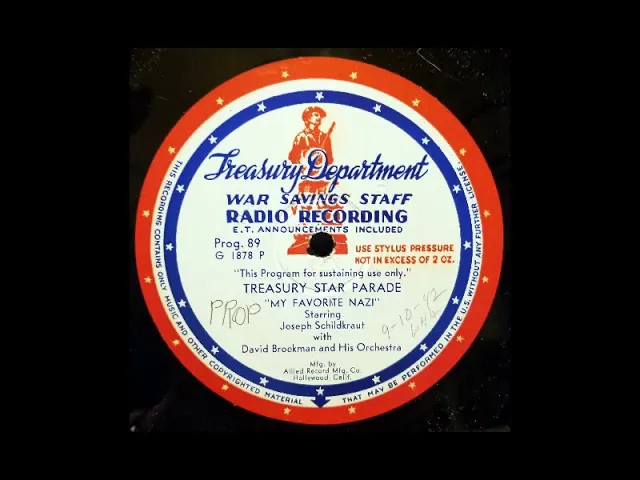 Treasury Department
WAR SAVINGS STAFF
RADIO RECORDING
E.T. ANNOUNCEMENTS INCLUDED
Prog. 89
G 1878 P
USE STYLUS PRESSURE
NOT IN EXCESS OF 2 OZ.
"This Program for sustaining use only."
TREASURY STAR PARADE
"MY FAVORITE NAZI"
Starring
Joseph Schildkraut
with
David Broekman and His Orchestra
Mfg. by
Allied Record Mfg. Co.
Hollywood, Calif.
PROP
9-10-42
THIS RECORDING CONTAINS ONLY MUSIC AND OTHER COPYRIGHTED MATERIAL
THAT MAY BE PERFORMED IN THE U.S. WITHOUT ANY FURTHER LICENSE.